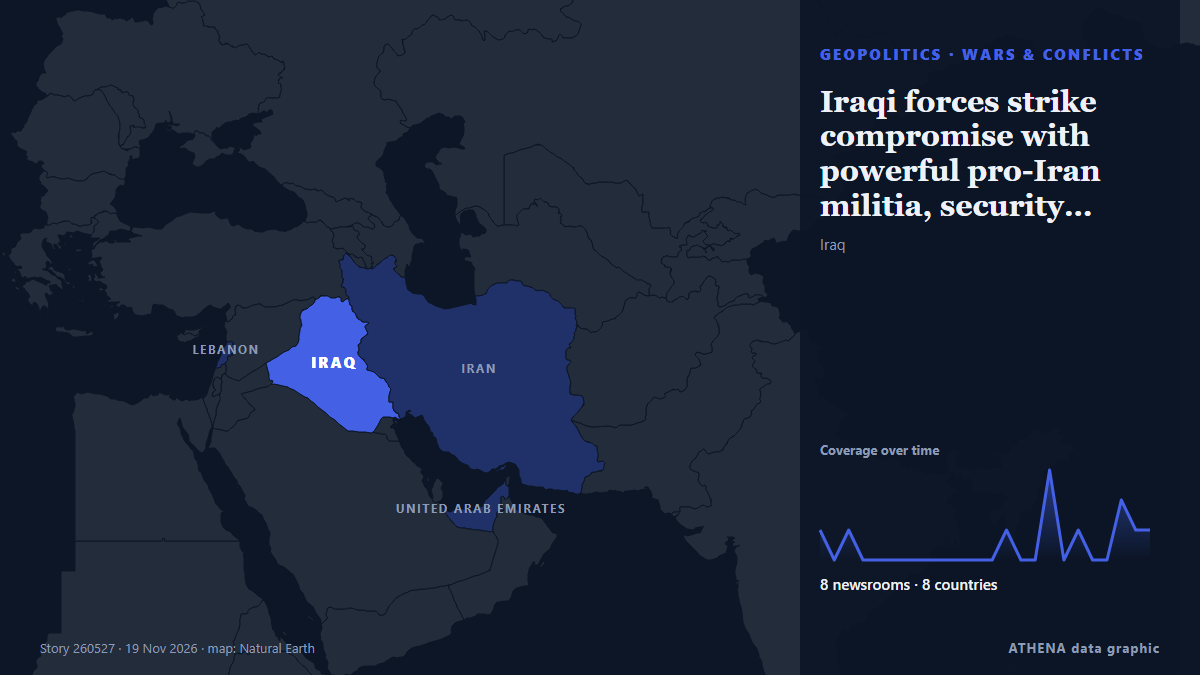 GEOPOLITICS · WARS & CONFLICTS
Iraqi forces strike
compromise with
powerful pro-Iran
militia, security...
Iraq
LEBANON
IRAQ
IRAN
UNITED ARAB EMIRATES
Coverage over time
8 newsrooms · 8 countries
Story 260527 · 19 Nov 2026 · map: Natural Earth
ATHENA data graphic